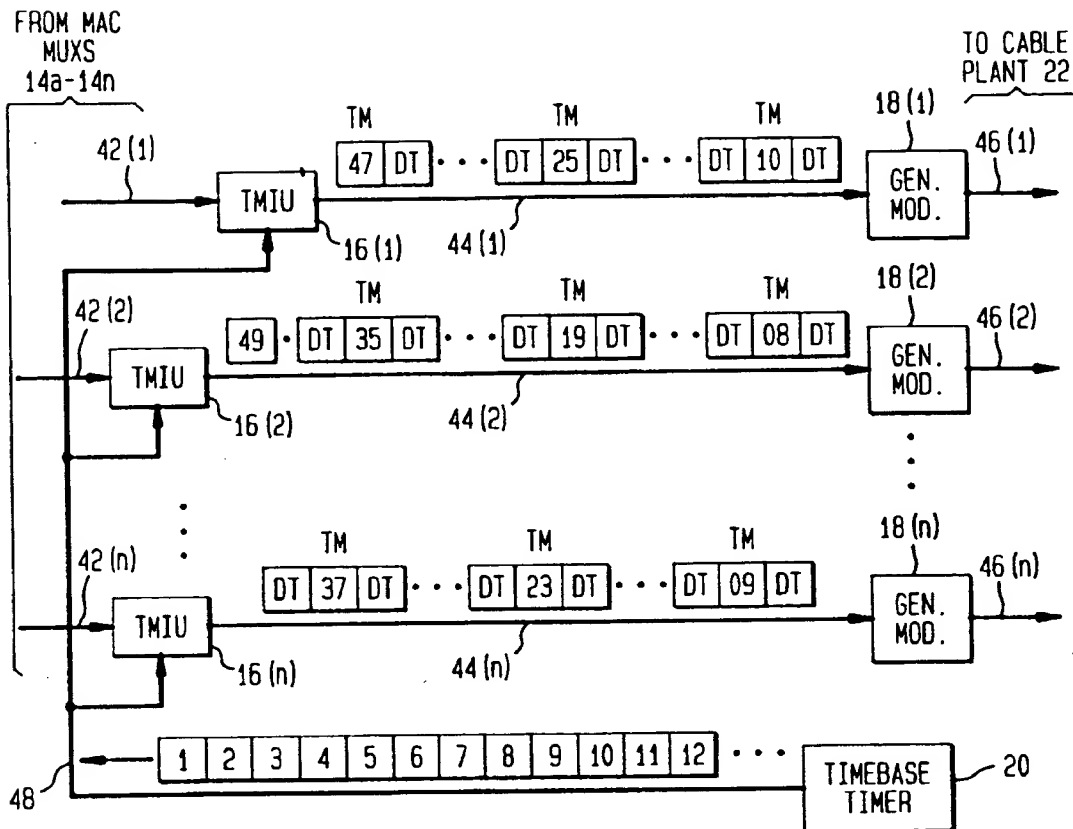 FROM MAC
MUXS
14a-14n
TO CABLE
PLANT 22
42(1)
TM
TM
TM
18(1)
46(1)
47 DT ··· DT 25 DT ··· DT 10 DT
TMIU
GEN.
MOD.
16(1)
44(1)
42(2)
TM
TM
TM
18(2)
46(2)
49 · DT 35 DT ··· DT 19 DT ··· DT 08 DT
TMIU
GEN.
MOD.
16(2)
44(2)
42(n)
TM
TM
TM
18(n)
46(n)
DT 37 DT ··· DT 23 DT ··· DT 09 DT
TMIU
GEN.
MOD.
16(n)
44(n)
1 2 3 4 5 6 7 8 9 10 11 12 ···
48
TIMEBASE
TIMER
20